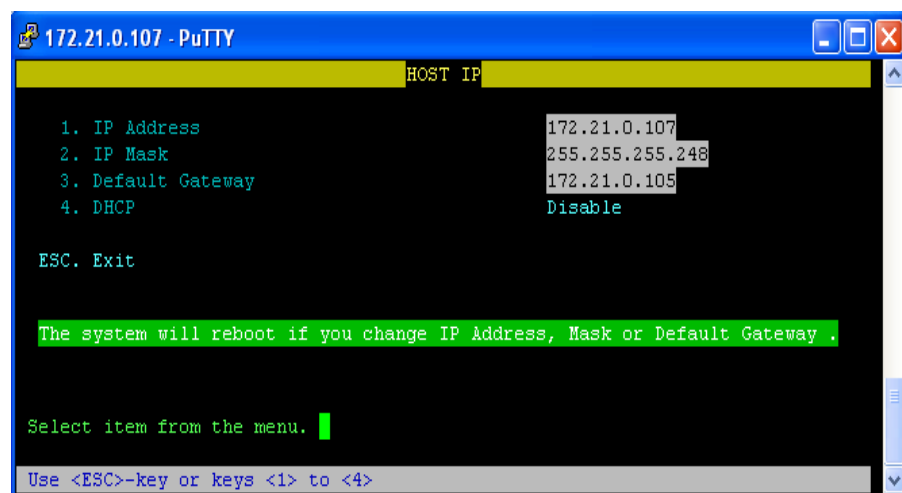 172.21.0.107 - PuTTY
HOST IP
1. IP Address 172.21.0.107
2. IP Mask 255.255.255.248
3. Default Gateway 172.21.0.105
4. DHCP Disable
ESC. Exit
The system will reboot if you change IP Address, Mask or Default Gateway .
Select item from the menu.
Use <ESC>-key or keys <1> to <4>